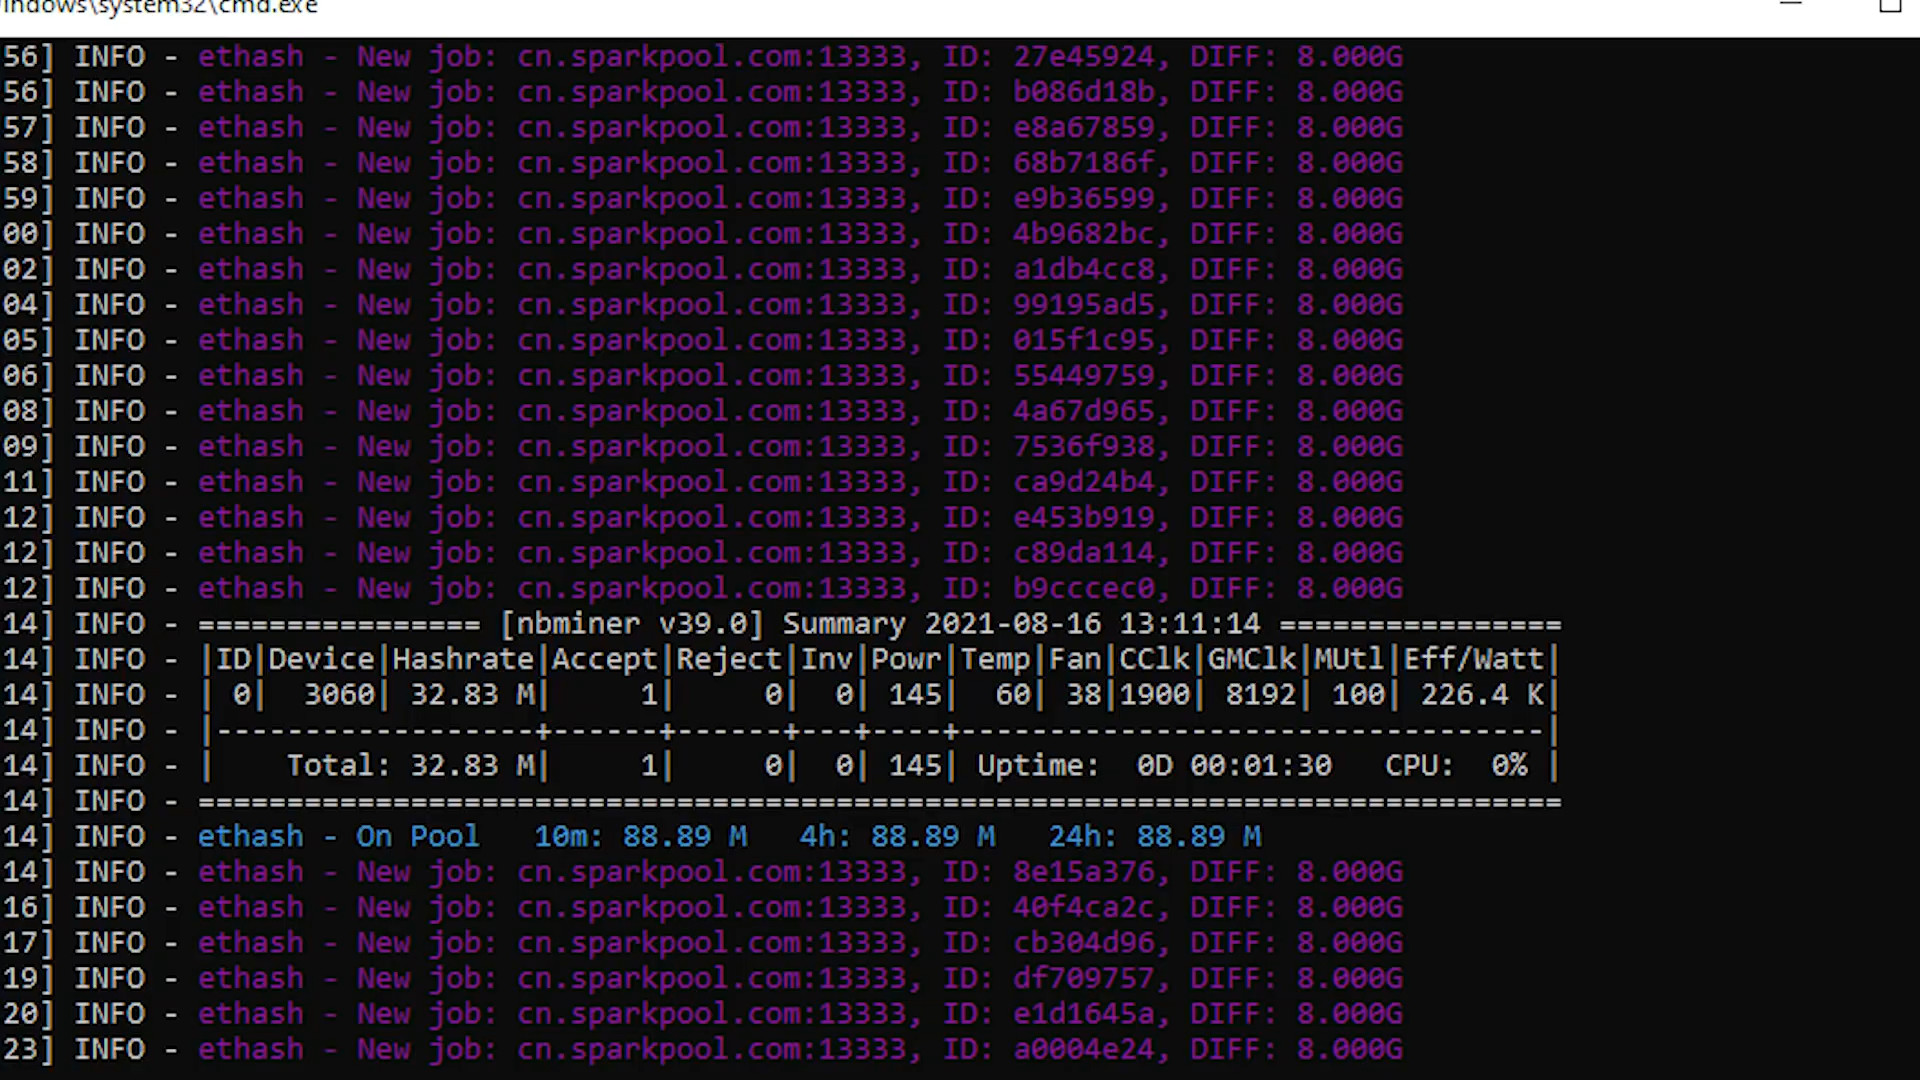 indows\system32\cmd.exe
56] INFO - ethash - New job: cn.sparkpool.com:13333, ID: 27e45924, DIFF: 8.000G
56] INFO - ethash - New job: cn.sparkpool.com:13333, ID: b086d18b, DIFF: 8.000G
57] INFO - ethash - New job: cn.sparkpool.com:13333, ID: e8a67859, DIFF: 8.000G
58] INFO - ethash - New job: cn.sparkpool.com:13333, ID: 68b7186f, DIFF: 8.000G
59] INFO - ethash - New job: cn.sparkpool.com:13333, ID: e9b36599, DIFF: 8.000G
00] INFO - ethash - New job: cn.sparkpool.com:13333, ID: 4b9682bc, DIFF: 8.000G
02] INFO - ethash - New job: cn.sparkpool.com:13333, ID: a1db4cc8, DIFF: 8.000G
04] INFO - ethash - New job: cn.sparkpool.com:13333, ID: 99195ad5, DIFF: 8.000G
05] INFO - ethash - New job: cn.sparkpool.com:13333, ID: 015f1c95, DIFF: 8.000G
06] INFO - ethash - New job: cn.sparkpool.com:13333, ID: 55449759, DIFF: 8.000G
08] INFO - ethash - New job: cn.sparkpool.com:13333, ID: 4a67d965, DIFF: 8.000G
09] INFO - ethash - New job: cn.sparkpool.com:13333, ID: 7536f938, DIFF: 8.000G
11] INFO - ethash - New job: cn.sparkpool.com:13333, ID: ca9d24b4, DIFF: 8.000G
12] INFO - ethash - New job: cn.sparkpool.com:13333, ID: e453b919, DIFF: 8.000G
12] INFO - ethash - New job: cn.sparkpool.com:13333, ID: c89da114, DIFF: 8.000G
12] INFO - ethash - New job: cn.sparkpool.com:13333, ID: b9cccec0, DIFF: 8.000G
14] INFO - ================ [nbminer v39.0] Summary 2021-08-16 13:11:14 ================
14] INFO - |ID|Device|Hashrate|Accept|Reject|Inv|Powr|Temp|Fan|CClk|GMClk|MUtl|Eff/Watt|
14] INFO - | 0|  3060| 32.83 M|     1|     0|  0| 145|  60| 38|1900| 8192| 100| 226.4 K|
14] INFO - |------------------+------+------+---+----+---------------------------------|
14] INFO - |    Total: 32.83 M|     1|     0|  0| 145| Uptime:  0D 00:01:30   CPU:  0% |
14] INFO - =============================================================================
14] INFO - ethash - On Pool   10m: 88.89 M   4h: 88.89 M   24h: 88.89 M
14] INFO - ethash - New job: cn.sparkpool.com:13333, ID: 8e15a376, DIFF: 8.000G
16] INFO - ethash - New job: cn.sparkpool.com:13333, ID: 40f4ca2c, DIFF: 8.000G
17] INFO - ethash - New job: cn.sparkpool.com:13333, ID: cb304d96, DIFF: 8.000G
19] INFO - ethash - New job: cn.sparkpool.com:13333, ID: df709757, DIFF: 8.000G
20] INFO - ethash - New job: cn.sparkpool.com:13333, ID: e1d1645a, DIFF: 8.000G
23] INFO - ethash - New job: cn.sparkpool.com:13333, ID: a0004e24, DIFF: 8.000G